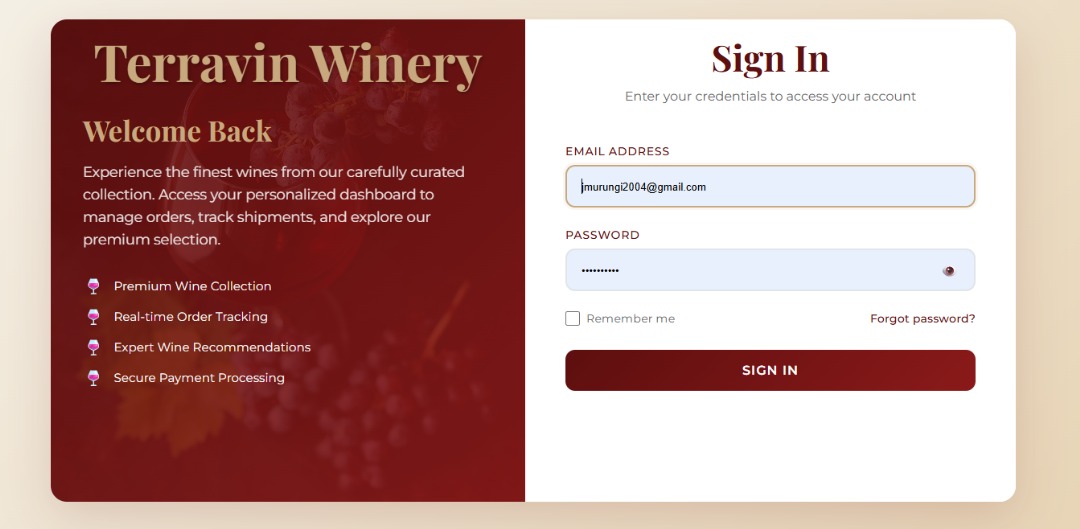 Terravin Winery
Welcome Back
Experience the finest wines from our carefully curated
collection. Access your personalized dashboard to
manage orders, track shipments, and explore our
premium selection.
Premium Wine Collection
Real-time Order Tracking
Expert Wine Recommendations
Secure Payment Processing
Sign In
Enter your credentials to access your account
EMAIL ADDRESS
jmurungi2004@gmail.com
PASSWORD
••••••••••
Remember me
Forgot password?
SIGN IN